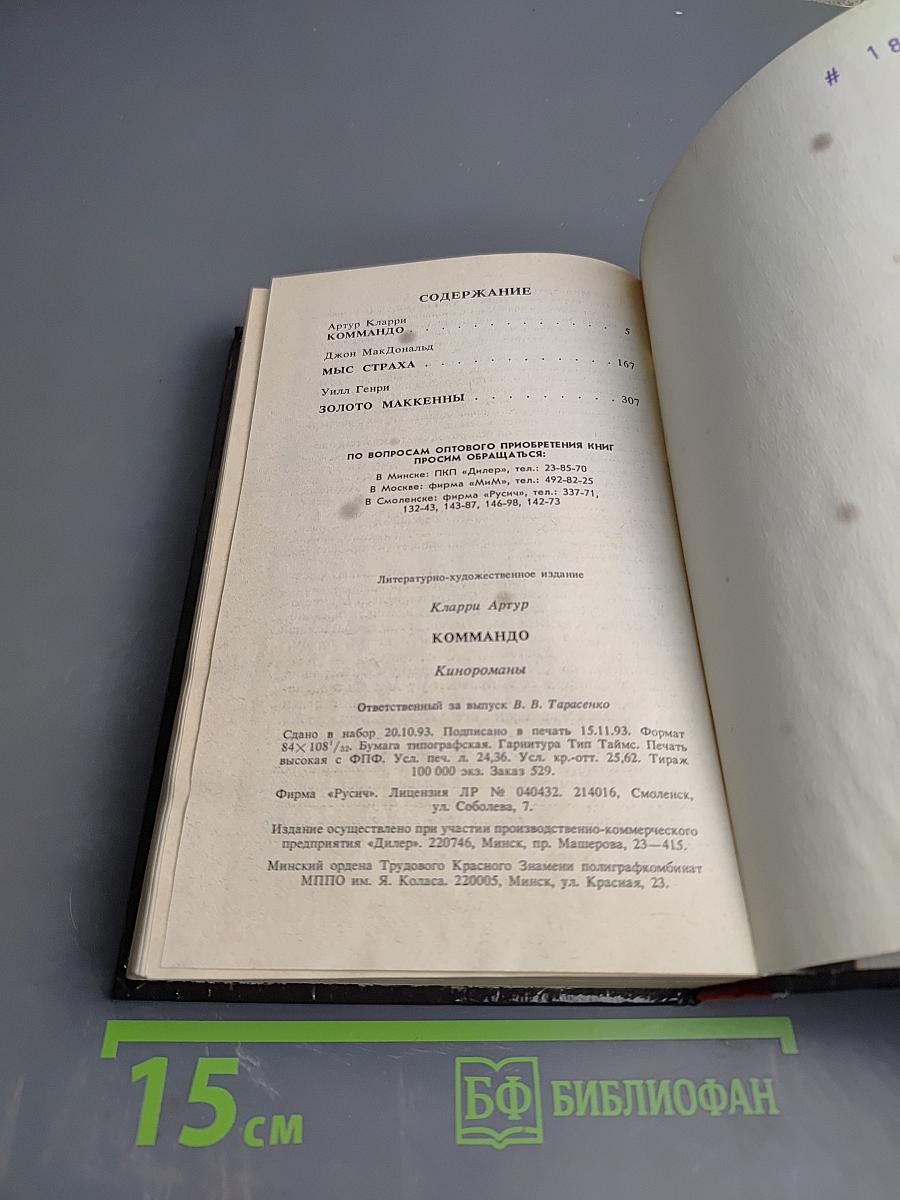 # 18
СОДЕРЖАНИЕ
Артур Кларри
КОММАНДО . . . . . . . . . . . . 5
Джон МакДональд
МЫС СТРАХА . . . . . . . . . . . 167
Уилл Генри
ЗОЛОТО МАККЕННЫ . . . . . . . . . 307
ПО ВОПРОСАМ ОПТОВОГО ПРИОБРЕТЕНИЯ КНИГ
ПРОСИМ ОБРАЩАТЬСЯ:
В Минске: ПКП «Дилер», тел.: 23-85-70
В Москве: фирма «МиМ», тел.: 492-82-25
В Смоленске: фирма «Русич», тел.: 337-71,
132-43, 143-87, 146-98, 142-73
Литературно-художественное издание
Кларри Артур
КОММАНДО
Кинороманы
Ответственный за выпуск В. В. Тарасенко
Сдано в набор 20.10.93. Подписано в печать 15.11.93. Формат
84×108¹/₃₂. Бумага типографская. Гарнитура Тип Таймс. Печать
высокая с ФПФ. Усл. печ. л. 24,36. Усл. кр.-отт. 25,62. Тираж
100 000 экз. Заказ 529.
Фирма «Русич». Лицензия ЛР № 040432. 214016, Смоленск,
ул. Соболева, 7.
Издание осуществлено при участии производственно-коммерческого
предприятия «Дилер». 220746, Минск, пр. Машерова, 23—415.
Минский ордена Трудового Красного Знамени полиграфкомбинат
МППО им. Я. Коласа. 220005, Минск, ул. Красная, 23.
15 см
БФ БИБЛИОФАН